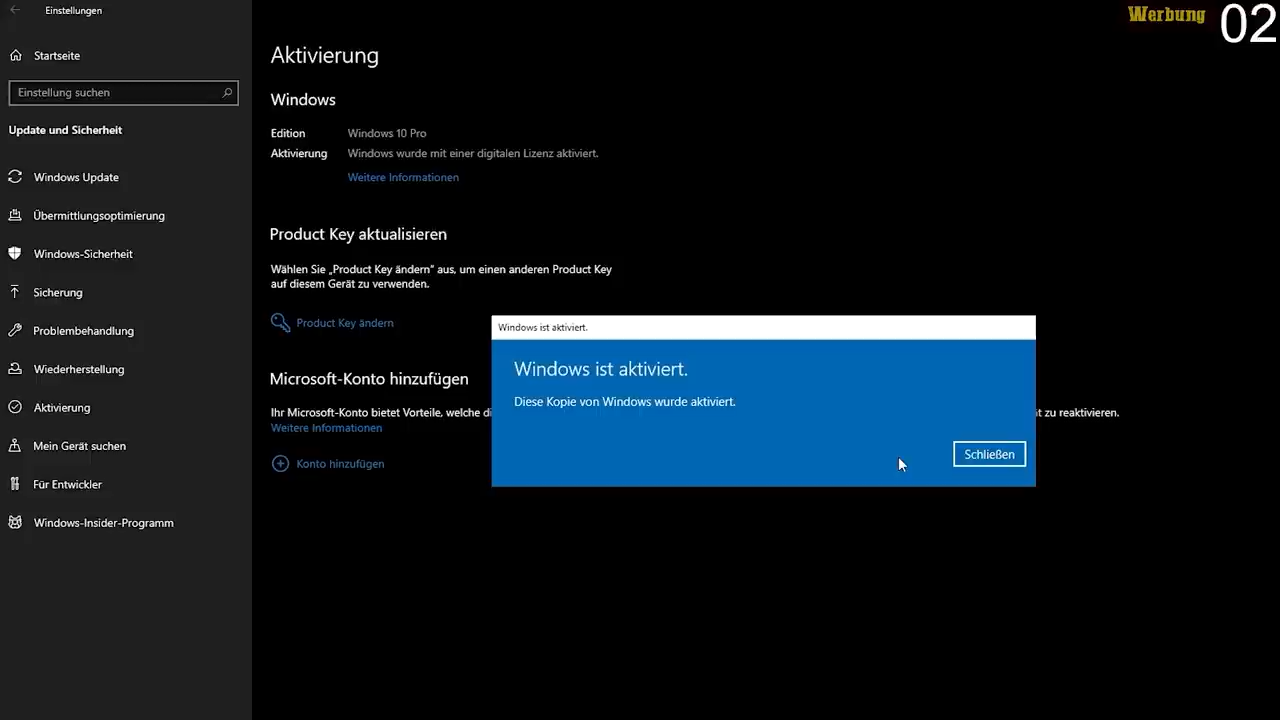 Einstellungen
Werbung
02
Startseite
Einstellung suchen
Update und Sicherheit
Windows Update
Übermittlungsoptimierung
Windows-Sicherheit
Sicherung
Problembehandlung
Wiederherstellung
Aktivierung
Mein Gerät suchen
Für Entwickler
Windows-Insider-Programm
Aktivierung
Windows
Edition Windows 10 Pro
Aktivierung Windows wurde mit einer digitalen Lizenz aktiviert.
Weitere Informationen
Product Key aktualisieren
Wählen Sie „Product Key ändern“ aus, um einen anderen Product Key
auf diesem Gerät zu verwenden.
Product Key ändern
Microsoft-Konto hinzufügen
Ihr Microsoft-Konto bietet Vorteile, welche di
t zu reaktivieren.
Weitere Informationen
Konto hinzufügen
Windows ist aktiviert.
Windows ist aktiviert.
Diese Kopie von Windows wurde aktiviert.
Schließen